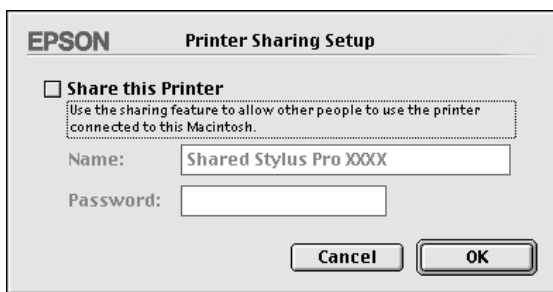 EPSON Printer Sharing Setup
Share this Printer
Use the sharing feature to allow other people to use the printer
connected to this Macintosh.
Name: Shared Stylus Pro XXXX
Password:
Cancel OK